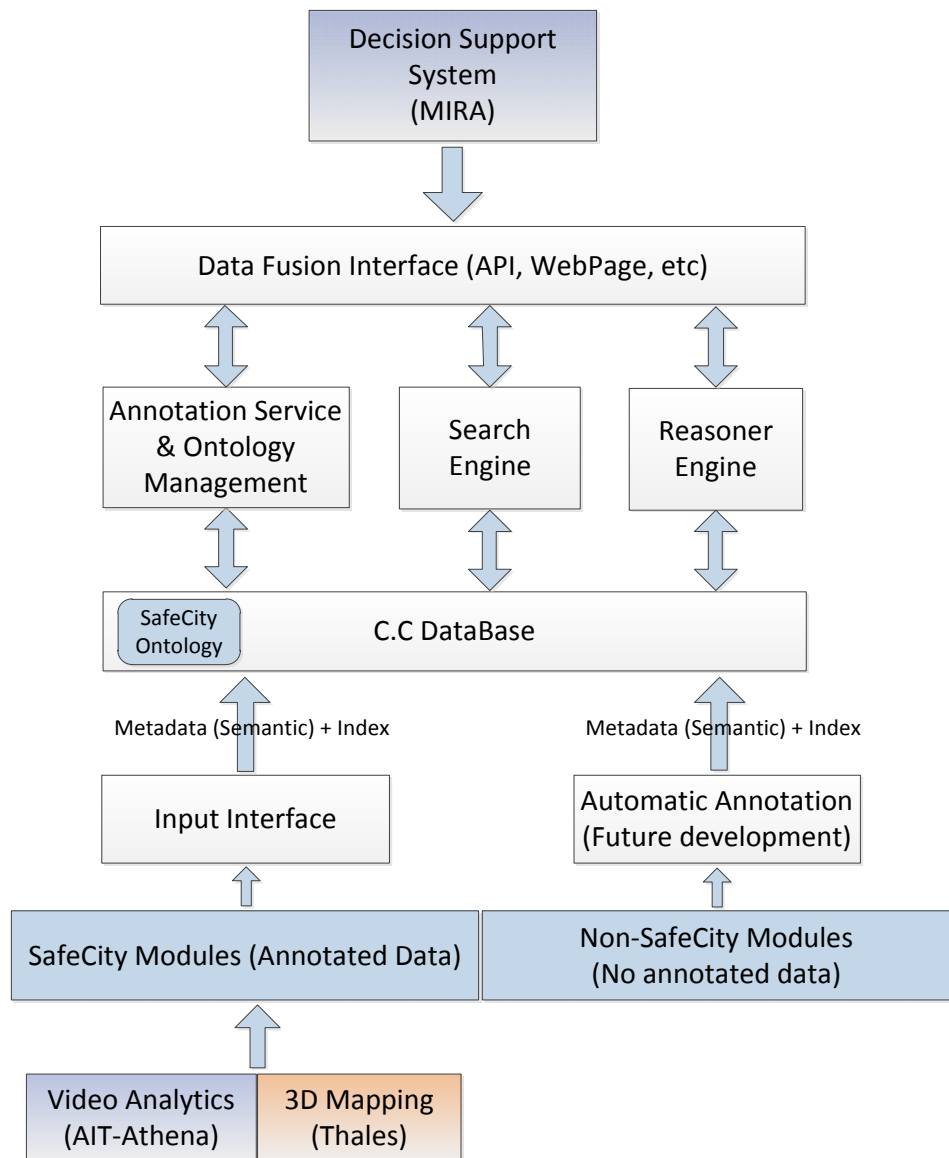 Decision Support
System
(MIRA)
Data Fusion Interface (API, WebPage, etc)
Annotation Service
& Ontology
Management
Search
Engine
Reasoner
Engine
SafeCity
Ontology
C.C DataBase
Metadata (Semantic) + Index
Metadata (Semantic) + Index
Input Interface
Automatic Annotation
(Future development)
SafeCity Modules (Annotated Data)
Non-SafeCity Modules
(No annotated data)
Video Analytics
(AIT-Athena)
3D Mapping
(Thales)